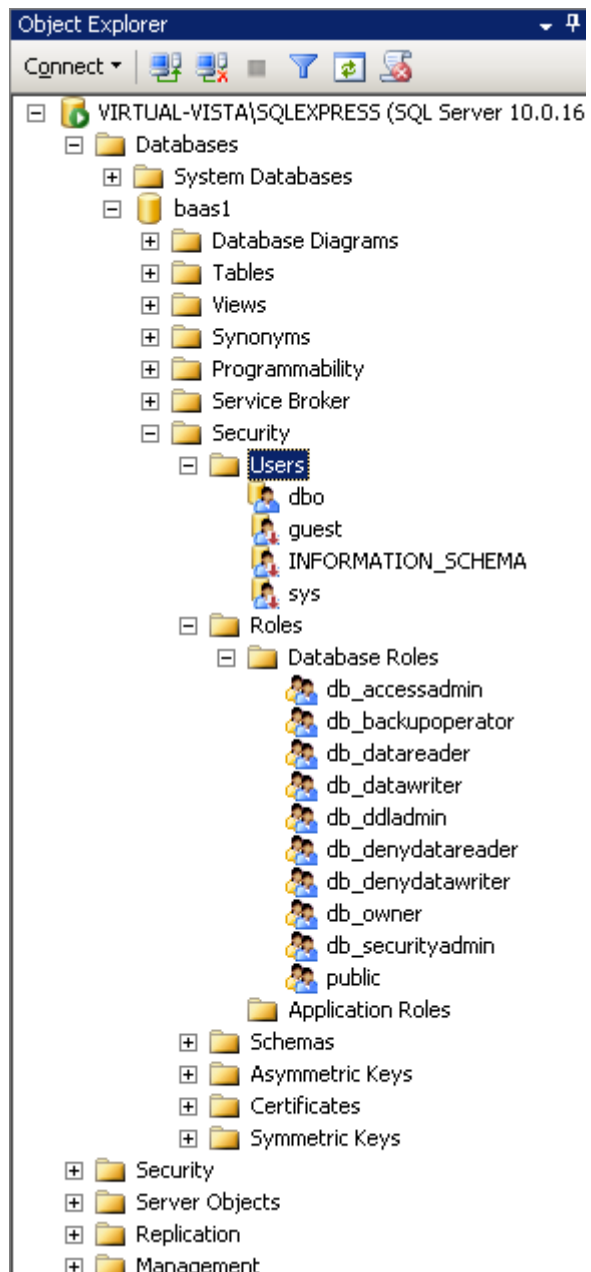 Object Explorer
Connect
VIRTUAL-VISTA\SQLEXPRESS (SQL Server 10.0.16
Databases
System Databases
baas1
Database Diagrams
Tables
Views
Synonyms
Programmability
Service Broker
Security
Users
dbo
guest
INFORMATION_SCHEMA
sys
Roles
Database Roles
db_accessadmin
db_backupoperator
db_datareader
db_datawriter
db_ddladmin
db_denydatareader
db_denydatawriter
db_owner
db_securityadmin
public
Application Roles
Schemas
Asymmetric Keys
Certificates
Symmetric Keys
Security
Server Objects
Replication
Management